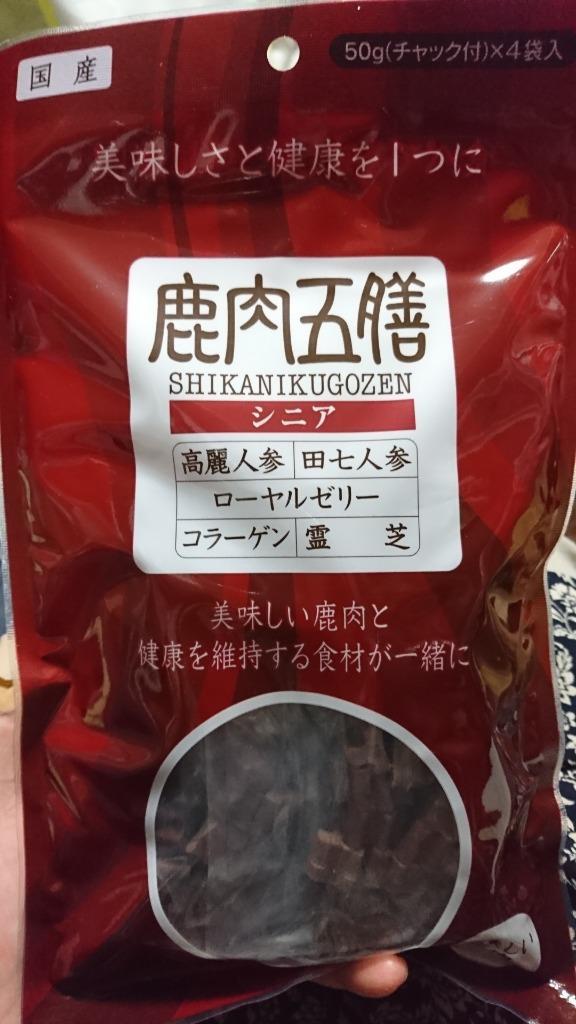 国産
50g(チャック付)×4袋入
美味しさと健康を1つに
鹿肉五膳
SHIKANIKUGOZEN
シニア
高麗人参 田七人参
ローヤルゼリー
コラーゲン 霊芝
美味しい鹿肉と
健康を維持する食材が一緒に